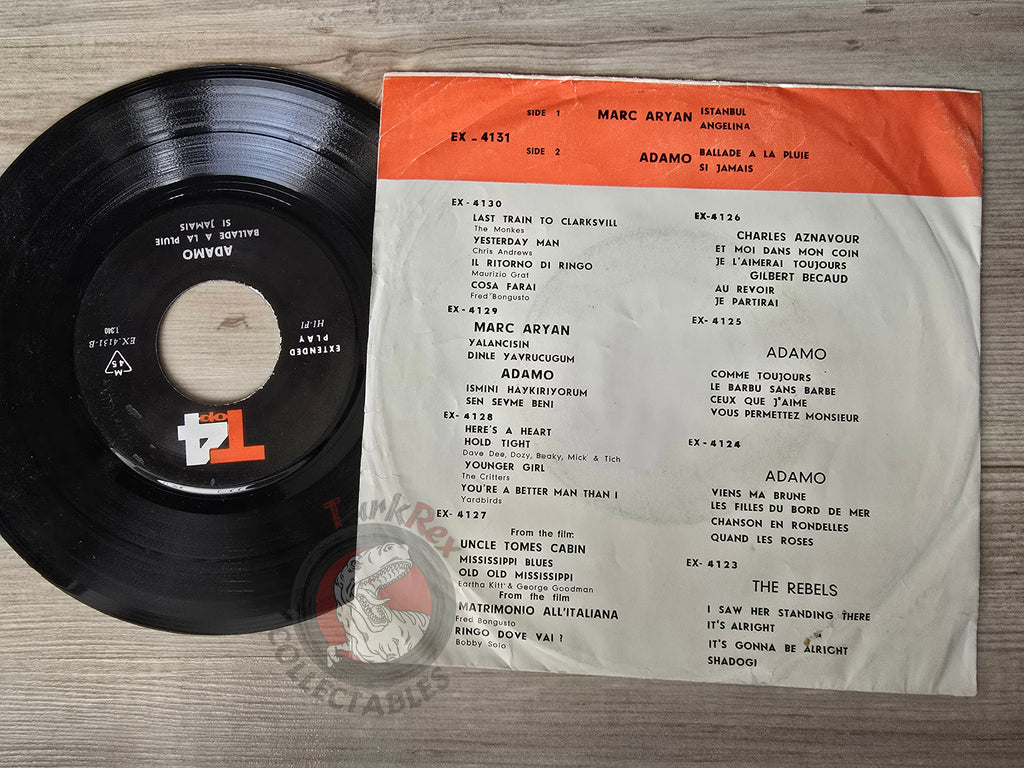 SIDE 1 MARC ARYAN ISTANBUL
ANGELINA
EX - 4131
SIDE 2 ADAMO BALLADE A LA PLUIE
SI JAMAIS
EX - 4130
LAST TRAIN TO CLARKSVILL
The Monkes
YESTERDAY MAN
Chris Andrews
IL RITORNO DI RINGO
Maurizio Grat
COSA FARAI
Fred Bongusto
EX - 4129
MARC ARYAN
YALANCISIN
DINLE YAVRUCUGUM
ADAMO
ISMINI HAYKIRIYORUM
SEN SEVME BENI
EX - 4128
HERE'S A HEART
HOLD TIGHT
Dave Dee, Dozy, Beaky, Mick & Tich
YOUNGER GIRL
The Critters
YOU'RE A BETTER MAN THAN I
Yardbirds
EX - 4127
From the film
UNCLE TOMES CABIN
MISSISSIPPI BLUES
OLD OLD MISSISSIPPI
Eartha Kitt & George Goodman
From the film
MATRIMONIO ALL'ITALIANA
Fred Bongusto
RINGO DOVE VAI ?
Bobby Solo
EX-4126
CHARLES AZNAVOUR
ET MOI DANS MON COIN
JE L'AIMERAI TOUJOURS
GILBERT BECAUD
AU REVOIR
JE PARTIRAI
EX - 4125
ADAMO
COMME TOUJOURS
LE BARBU SANS BARBE
CEUX QUE J'AIME
VOUS PERMETTEZ MONSIEUR
EX - 4124
ADAMO
VIENS MA BRUNE
LES FILLES DU BORD DE MER
CHANSON EN RONDELLES
QUAND LES ROSES
EX - 4123
THE REBELS
I SAW HER STANDING THERE
IT'S ALRIGHT
IT'S GONNA BE ALRIGHT
SHADOGI
Top 4
EXTENDED
PLAY
HI-FI
M
45
EX.4131-B
1.340
ADAMO
BALLADE A LA PLUIE
SI JAMAIS
TurkRex
COLLECTABLES